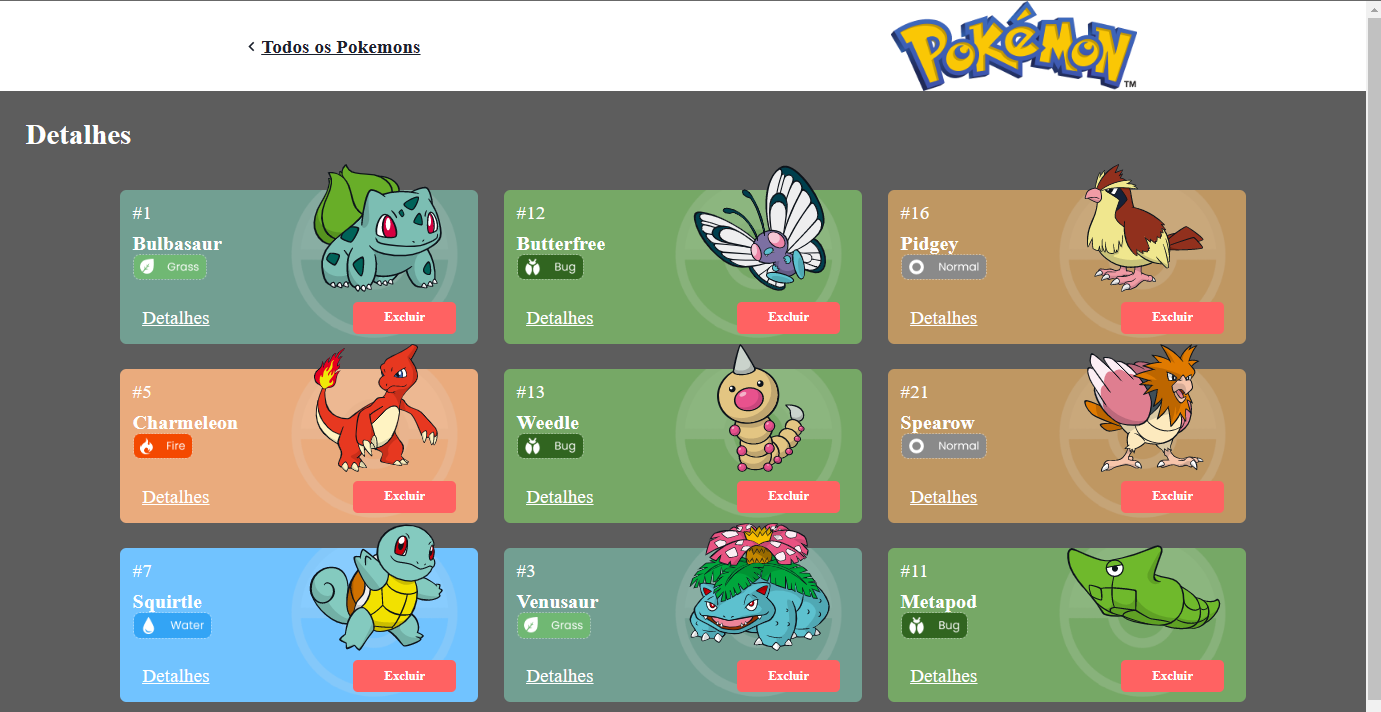 Todos os Pokemons
POKéMON
TM
Detalhes
#1
Bulbasaur
Grass
Detalhes
Excluir
#12
Butterfree
Bug
Detalhes
Excluir
#16
Pidgey
Normal
Detalhes
Excluir
#5
Charmeleon
Fire
Detalhes
Excluir
#13
Weedle
Bug
Detalhes
Excluir
#21
Spearow
Normal
Detalhes
Excluir
#7
Squirtle
Water
Detalhes
Excluir
#3
Venusaur
Grass
Detalhes
Excluir
#11
Metapod
Bug
Detalhes
Excluir